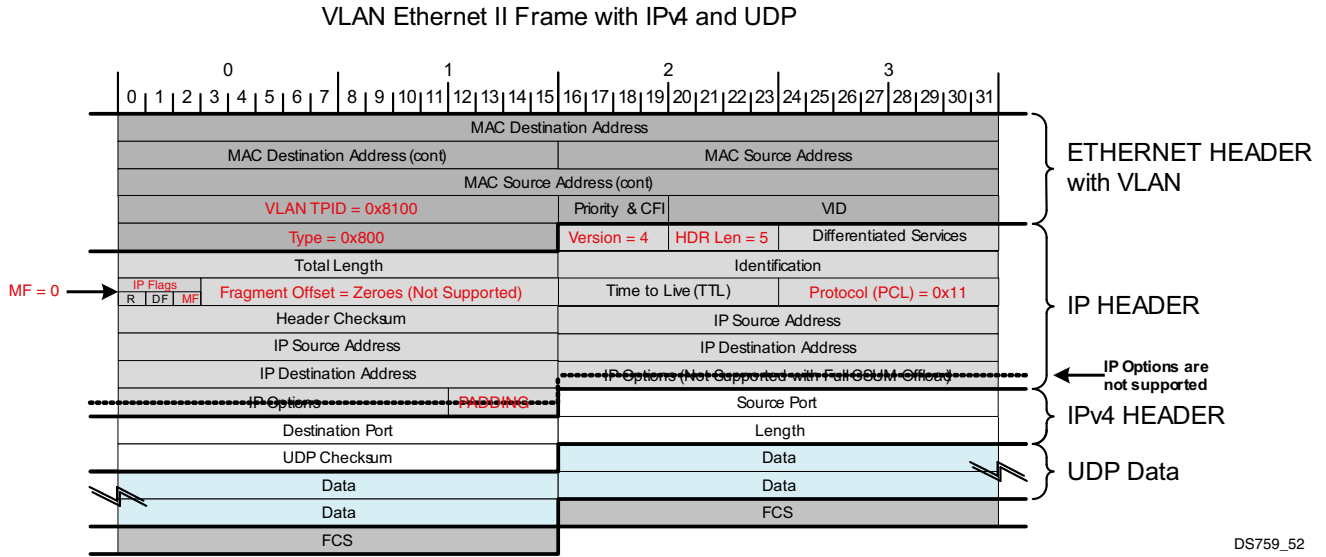 VLAN Ethernet II Frame with IPv4 and UDP
0 1 2 3
0 1 2 3 4 5 6 7 8 9 10 11 12 13 14 15 16 17 18 19 20 21 22 23 24 25 26 27 28 29 30 31
MAC Destination Address
MAC Destination Address (cont) MAC Source Address
MAC Source Address (cont)
VLAN TPID = 0x8100 Priority & CFI VID
ETHERNET HEADER
with VLAN
Type = 0x800 Version = 4 HDR Len = 5 Differentiated Services
Total Length Identification
MF = 0
IP Flags
R DF MF
Fragment Offset = Zeroes (Not Supported) Time to Live (TTL) Protocol (PCL) = 0x11
Header Checksum IP Source Address
IP HEADER
IP Source Address IP Destination Address
IP Destination Address IP Options (Not Supported with Full CSUM Offload)
IP Options are
not supported
IP Options PADDING Source Port
IPv4 HEADER
Destination Port Length
UDP Checksum Data
UDP Data
Data Data
Data FCS
FCS
DS759_52